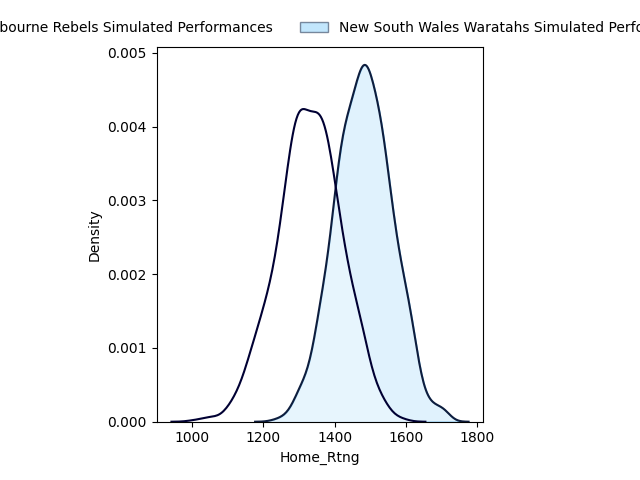 bourne Rebels Simulated Performances New South Wales Waratahs Simulated Perfo
0.005
0.004
0.003
0.002
0.001
0.000
Density
1000 1200 1400 1600 1800
Home_Rtng